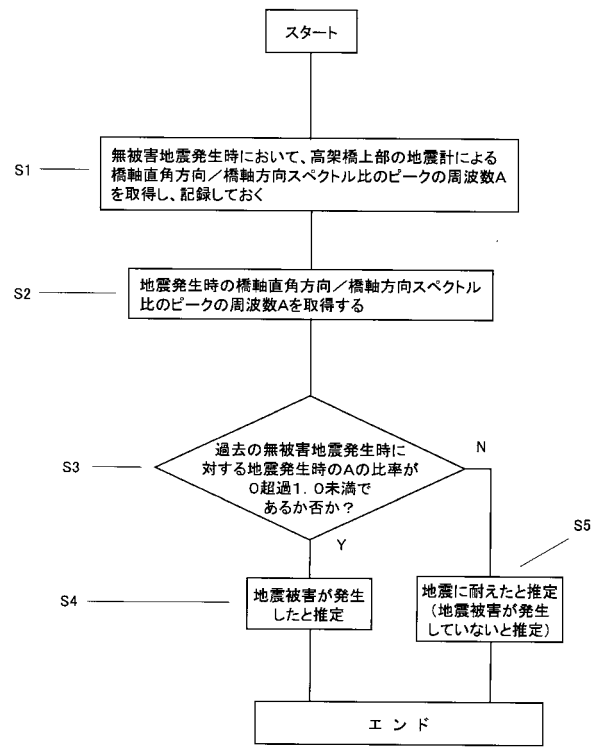 スタート
S1
無被害地震発生時において、高架橋上部の地震計による
橋軸直角方向／橋軸方向スペクトル比のピークの周波数A
を取得し、記録しておく
S2
地震発生時の橋軸直角方向／橋軸方向スペクトル
比のピークの周波数Aを取得する
S3
過去の無被害地震発生時に
対する地震発生時のAの比率が
０超過１．０未満で
あるか否か？
N
Y
S4
地震被害が発生
したと推定
S5
地震に耐えたと推定
(地震被害が発生
していないと推定)
エ ン ド